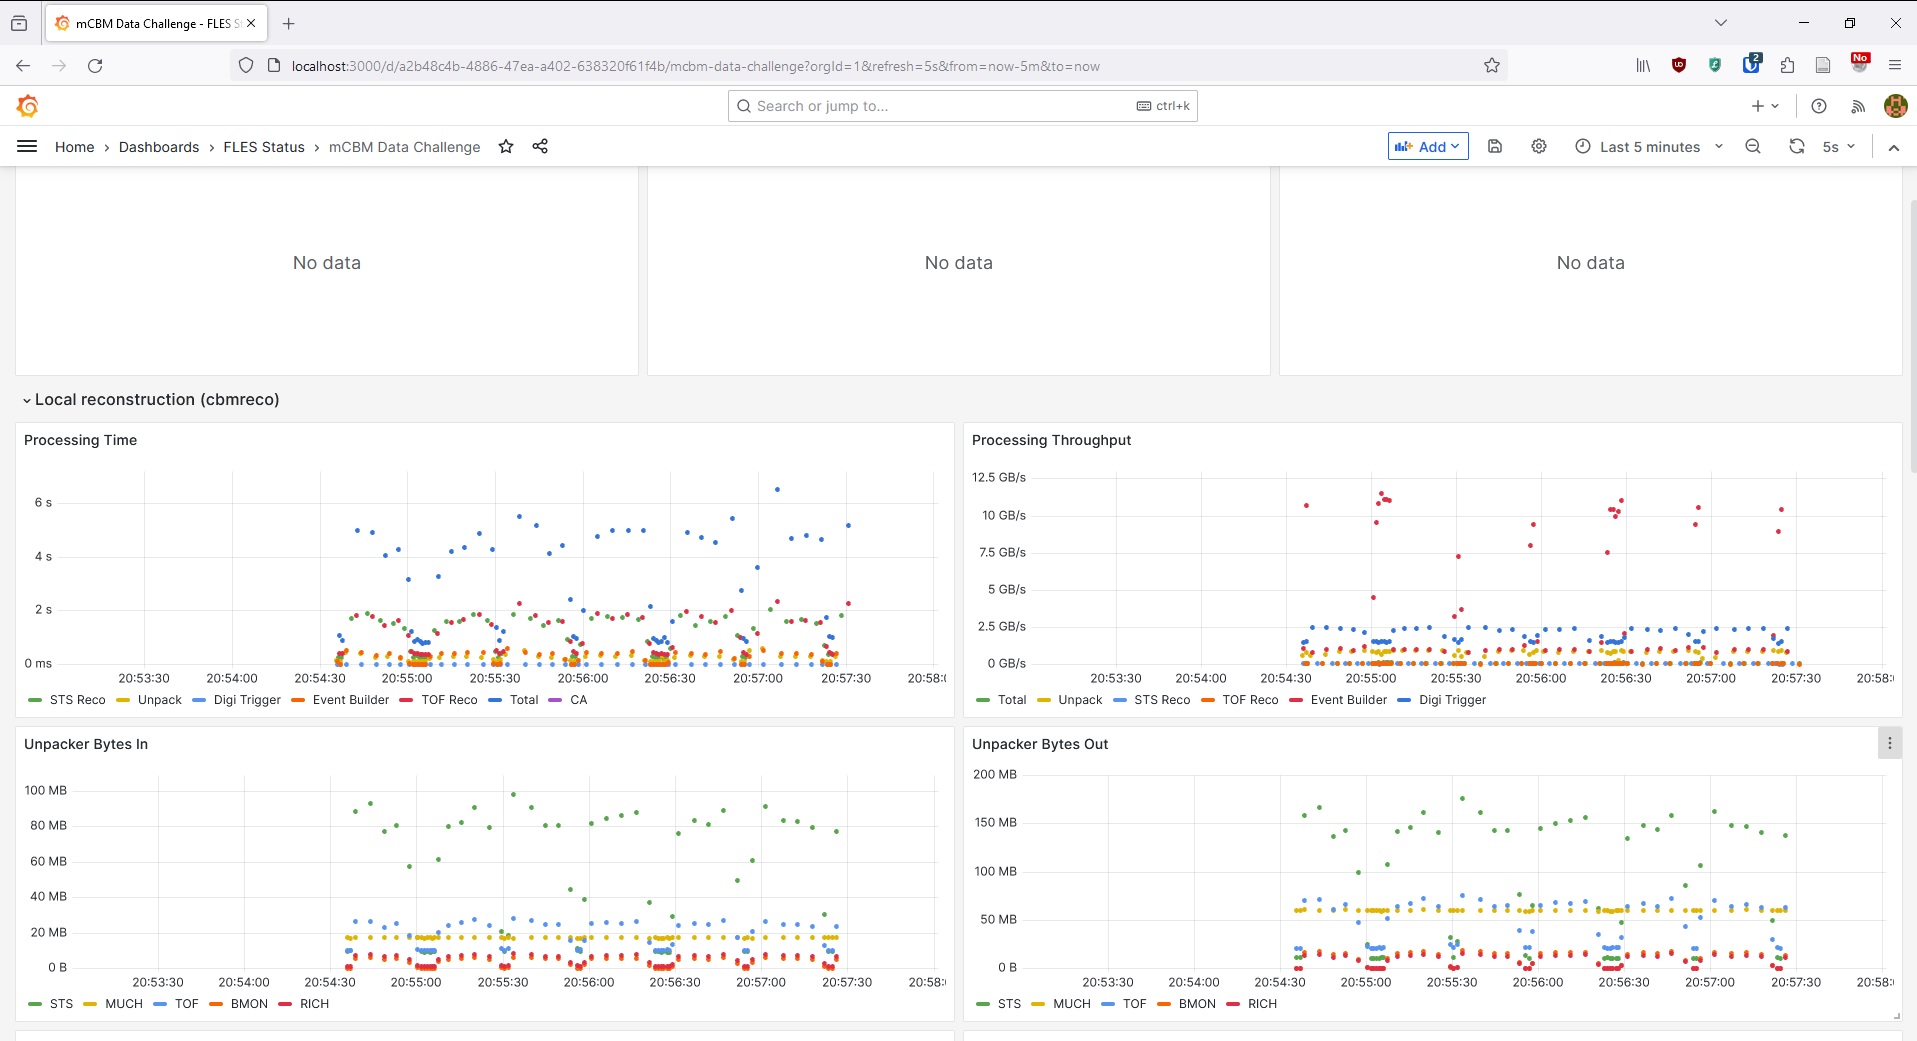 mCBM Data Challenge - FLES S
localhost:3000/d/a2b48c4b-4886-47ea-a402-638320f61f4b/mcbm-data-challenge?orgId=1&refresh=5s&from=now-5m&to=now
2
No
Search or jump to...
ctrl+k
Home › Dashboards › FLES Status › mCBM Data Challenge
Add
Last 5 minutes
5s
No data
No data
No data
Local reconstruction (cbmreco)
Processing Time
6 s
4 s
2 s
0 ms
20:53:30 20:54:00 20:54:30 20:55:00 20:55:30 20:56:00 20:56:30 20:57:00 20:57:30 20:58:0
STS Reco Unpack Digi Trigger Event Builder TOF Reco Total CA
Processing Throughput
12.5 GB/s
10 GB/s
7.5 GB/s
5 GB/s
2.5 GB/s
0 GB/s
20:53:30 20:54:00 20:54:30 20:55:00 20:55:30 20:56:00 20:56:30 20:57:00 20:57:30 20:58:0
Total Unpack STS Reco TOF Reco Event Builder Digi Trigger
Unpacker Bytes In
100 MB
80 MB
60 MB
40 MB
20 MB
0 B
20:53:30 20:54:00 20:54:30 20:55:00 20:55:30 20:56:00 20:56:30 20:57:00 20:57:30 20:58:0
STS MUCH TOF BMON RICH
Unpacker Bytes Out
200 MB
150 MB
100 MB
50 MB
0 B
20:53:30 20:54:00 20:54:30 20:55:00 20:55:30 20:56:00 20:56:30 20:57:00 20:57:30 20:58:0
STS MUCH TOF BMON RICH